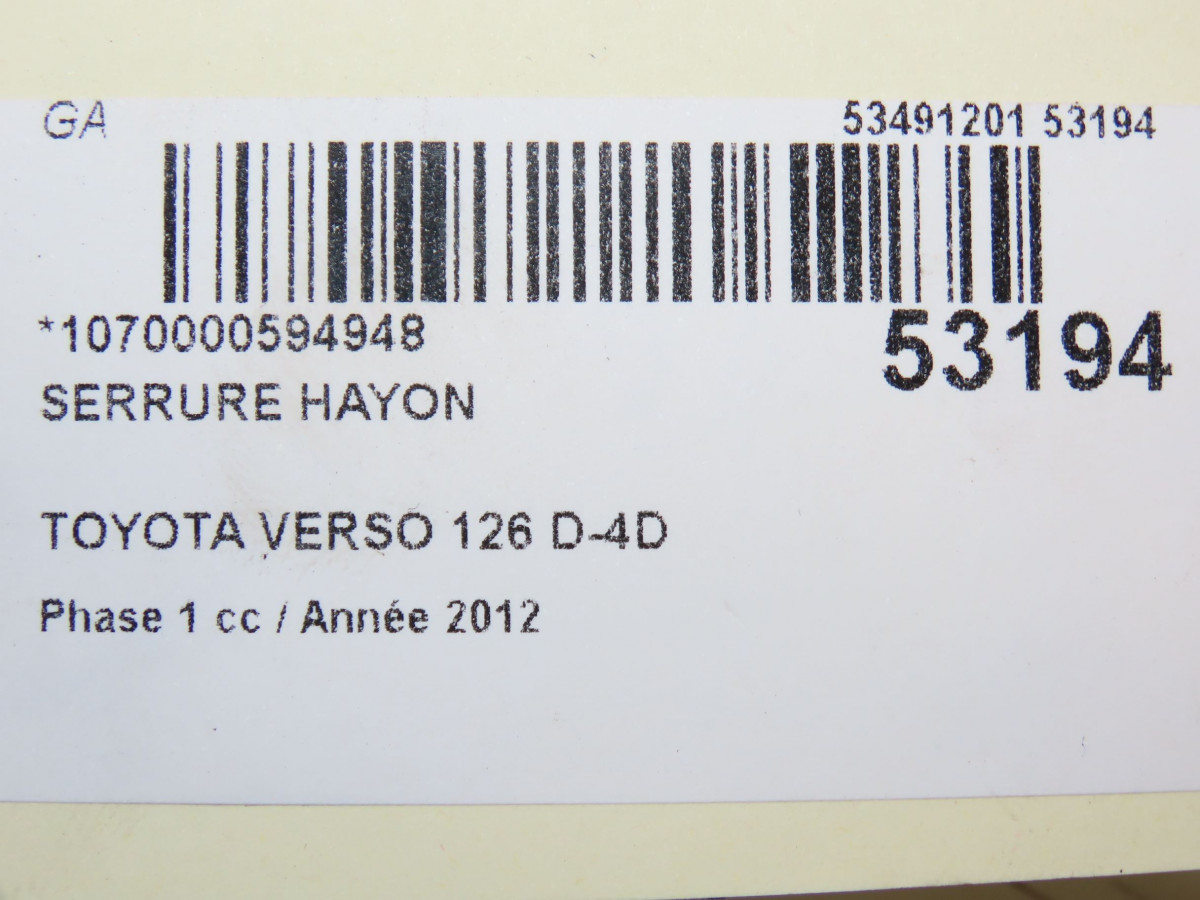 GA 53491201 53194
*1070000594948
53194
SERRURE HAYON
TOYOTA VERSO 126 D-4D
Phase 1 cc / Année 2012